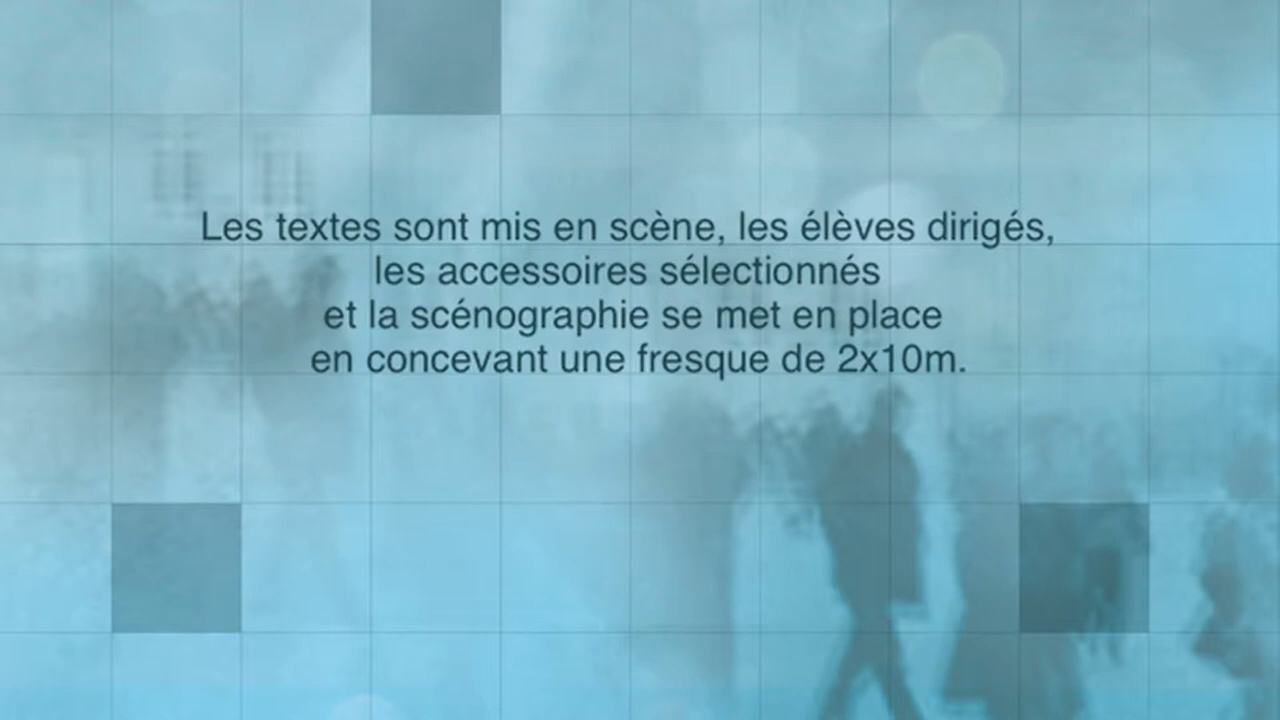 Les textes sont mis en scène, les élèves dirigés,
les accessoires sélectionnés
et la scénographie se met en place
en concevant une fresque de 2x10m.